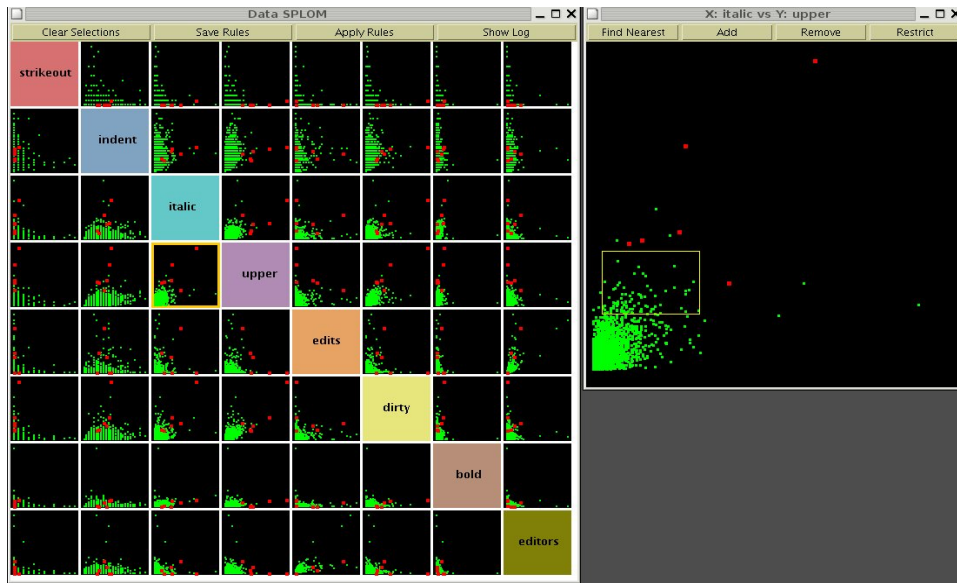 Data SPLOM
Clear Selections Save Rules Apply Rules Show Log
strikeout
indent
italic
upper
edits
dirty
bold
editors
X: italic vs Y: upper
Find Nearest Add Remove Restrict